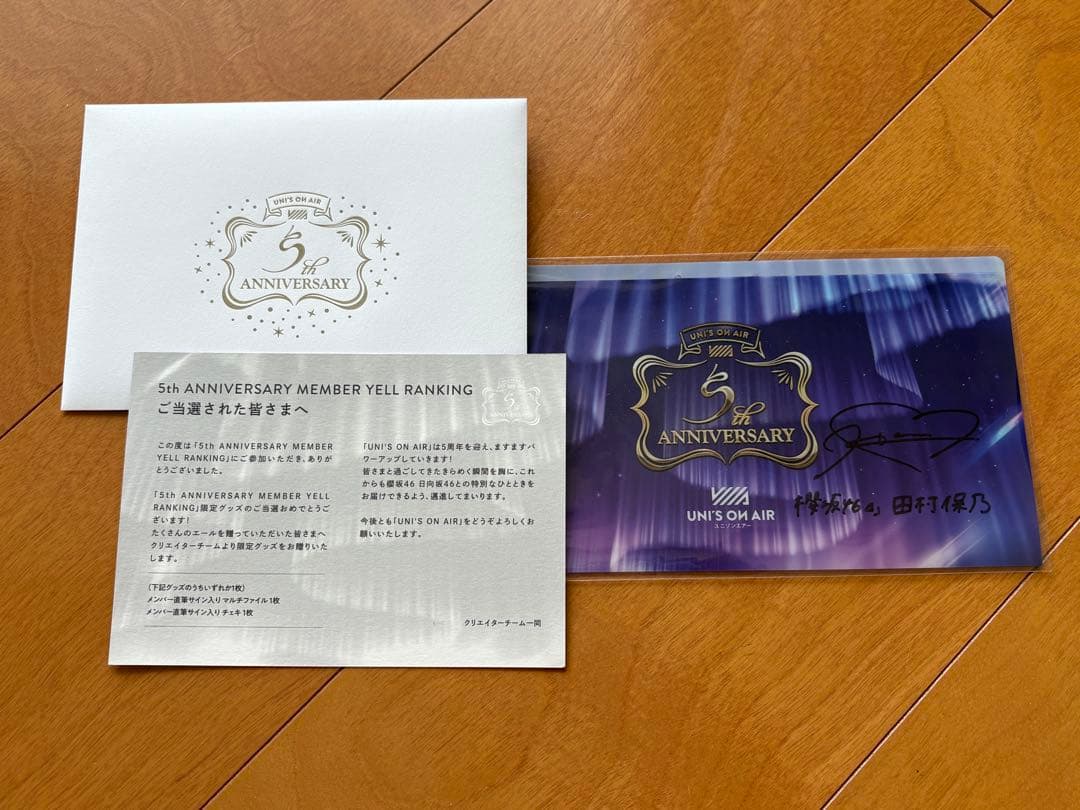 UNI'S ON AIR
5th
ANNIVERSARY
5th ANNIVERSARY MEMBER YELL RANKING
ご当選された皆さまへ
この度は「5th ANNIVERSARY MEMBER
YELL RANKING」にご参加いただき、ありが
とうございました。
「5th ANNIVERSARY MEMBER YELL
RANKING」限定グッズのご当選おめでとうご
ざいます!
たくさんのエールを贈っていただいた皆さまへ
クリエイターチームより限定グッズをお贈りいた
します。
(下記グッズのうちいずれか1枚)
メンバー直筆サイン入り マルチファイル 1枚
メンバー直筆サイン入り チェキ 1枚
5th
ANNIVERSARY
「UNI'S ON AIR」は5周年を迎え、ますますパ
ワーアップしていきます!
皆さまと過ごしてきたきらめく瞬間を胸に、これ
からも櫻坂46 日向坂46との特別なひとときを
お届けできるよう、邁進してまいります。
今後とも「UNI'S ON AIR」をどうぞよろしくお
願いいたします。
クリエイターチーム一同
UNI'S ON AIR
5th
ANNIVERSARY
UNI'S ON AIR
ユニゾンエアー
櫻坂46 田村保乃